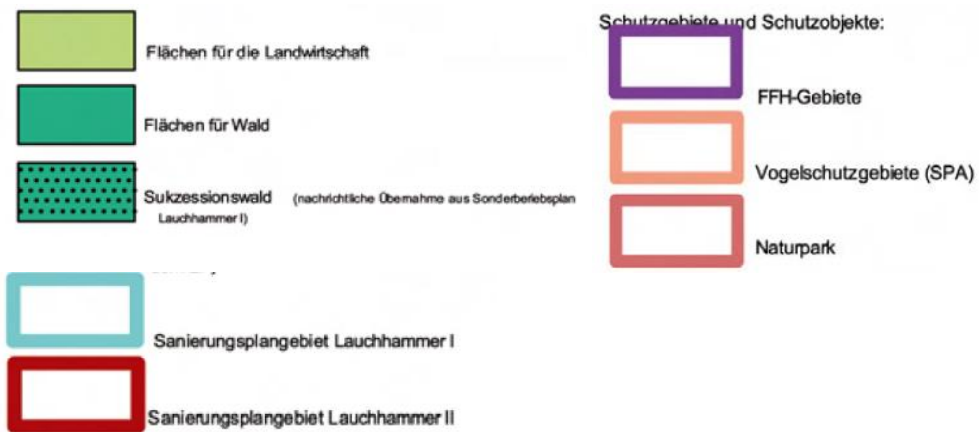 Flächen für die Landwirtschaft
Flächen für Wald
Sukzessionswald (nachrichtliche Übernahme aus Sonderberiebsplan
Lauchhammer I)
Schutzgebiete und Schutzobjekte:
FFH-Gebiete
Vogelschutzgebiete (SPA)
Naturpark
Sanierungsplangebiet Lauchhammer I
Sanierungsplangebiet Lauchhammer II